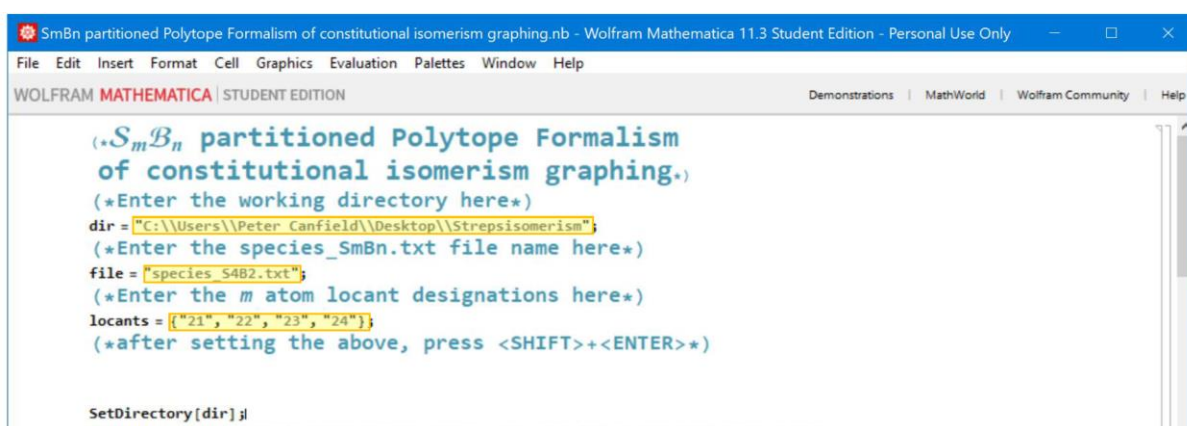 SmBn partitioned Polytope Formalism of constitutional isomerism graphing.nb - Wolfram Mathematica 11.3 Student Edition - Personal Use Only
File Edit Insert Format Cell Graphics Evaluation Palettes Window Help
WOLFRAM MATHEMATICA | STUDENT EDITION Demonstrations | MathWorld | Wolfram Community | Help
(*𝒮ₘℬₙ partitioned Polytope Formalism
of constitutional isomerism graphing.*)
(*Enter the working directory here*)
dir = "C:\\Users\\Peter Canfield\\Desktop\\Strepsisomerism";
(*Enter the species_SmBn.txt file name here*)
file = "species_S4B2.txt";
(*Enter the m atom locant designations here*)
locants = {"21", "22", "23", "24"};
(*after setting the above, press <SHIFT>+<ENTER>*)
SetDirectory[dir];